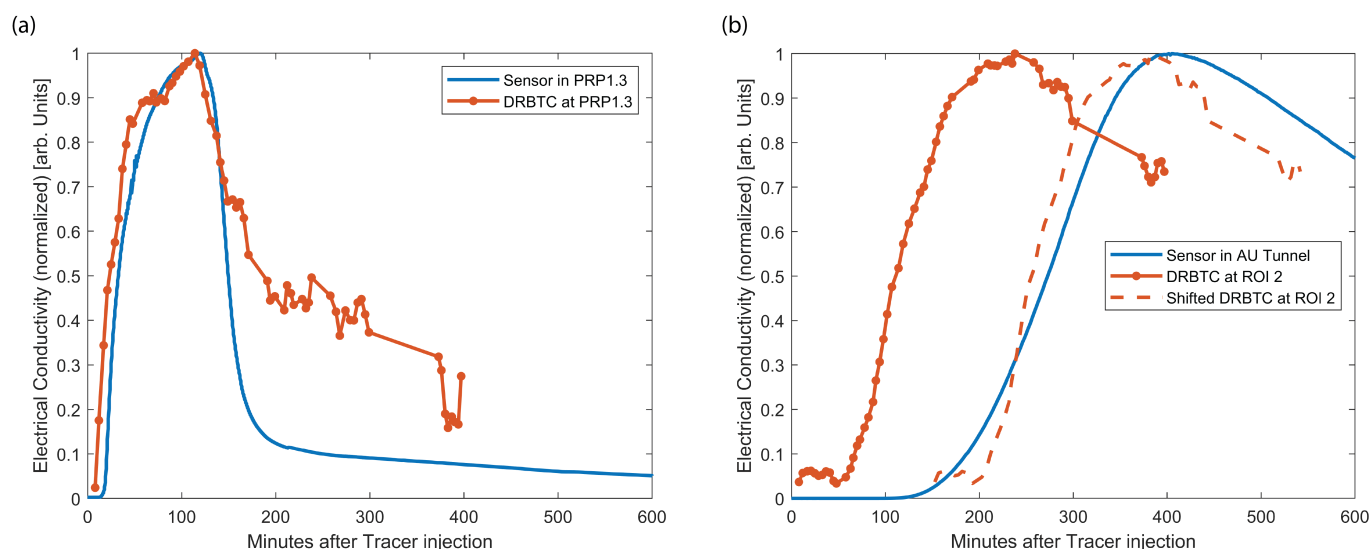 (a)
Electrical Conductivity (normalized) [arb. Units]
1
0.9
0.8
0.7
0.6
0.5
0.4
0.3
0.2
0.1
0
0 100 200 300 400 500 600
Minutes after Tracer injection
Sensor in PRP1.3
DRBTC at PRP1.3
(b)
Electrical Conductivity (normalized) [arb. Units]
1
0.9
0.8
0.7
0.6
0.5
0.4
0.3
0.2
0.1
0
0 100 200 300 400 500 600
Minutes after Tracer injection
Sensor in AU Tunnel
DRBTC at ROI 2
Shifted DRBTC at ROI 2